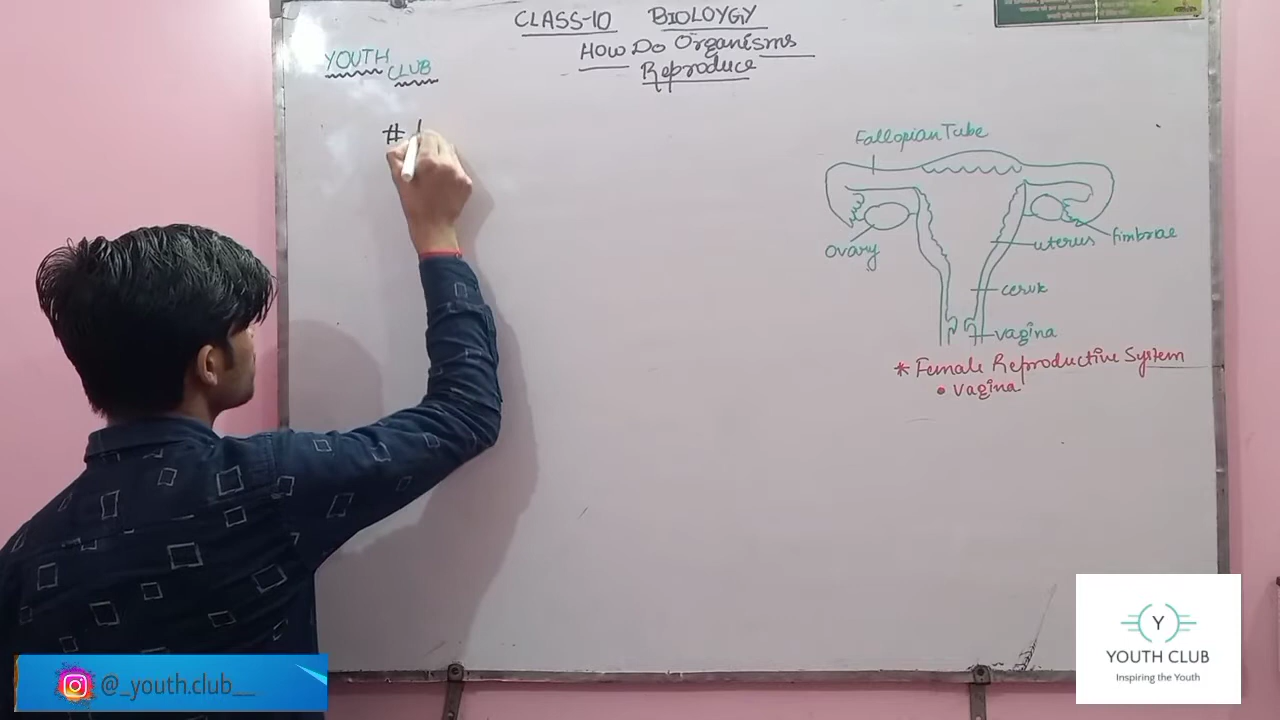 CLASS-10 BIOLOYGY
How Do Organisms
Reproduce
YOUTH
CLUB
#
Fallopian Tube
ovary
uterus
fimbriae
cervix
vagina
* Female Reproductive System
• Vagina
@_youth.club__
Y
YOUTH CLUB
Inspiring the Youth